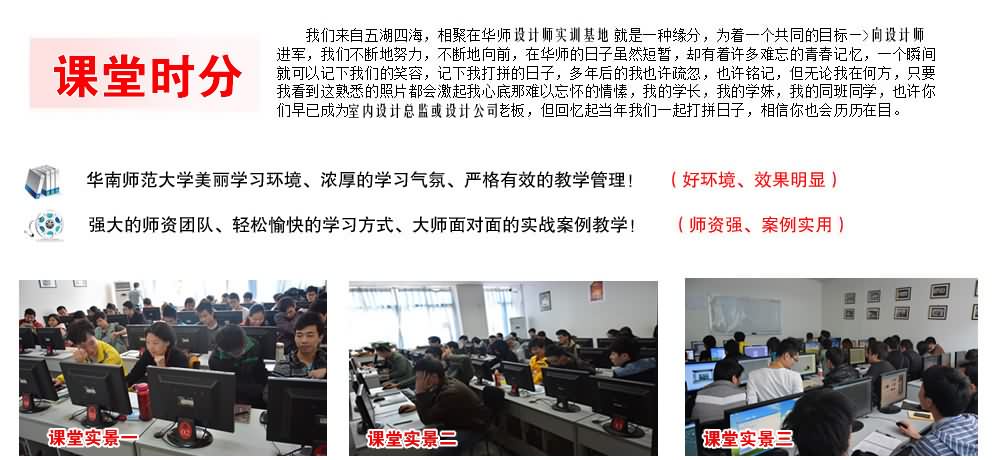 课堂时分
我们来自五湖四海，相聚在华师设计师实训基地 就是一种缘分，为着一个共同的目标—>向设计师
进军，我们不断地努力，不断地向前，在华师的日子虽然短暂，却有着许多难忘的青春记忆，一个瞬间
就可以记下我们的笑容，记下我打拼的日子，多年后的我也许疏忽，也许铭记，但无论我在何方，只要
我看到这熟悉的照片都会激起我心底那难以忘怀的情愫，我的学长，我的学妹，我的同班同学，也许你
们早已成为室内设计总监或设计公司老板，但回忆起当年我们一起打拼日子，相信你也会历历在目。
华南师范大学美丽学习环境、浓厚的学习气氛、严格有效的教学管理！ （好环境、效果明显）
强大的师资团队、轻松愉快的学习方式、大师面对面的实战案例教学！ （师资强、案例实用）
课堂实景一
课堂实景二
课堂实景三